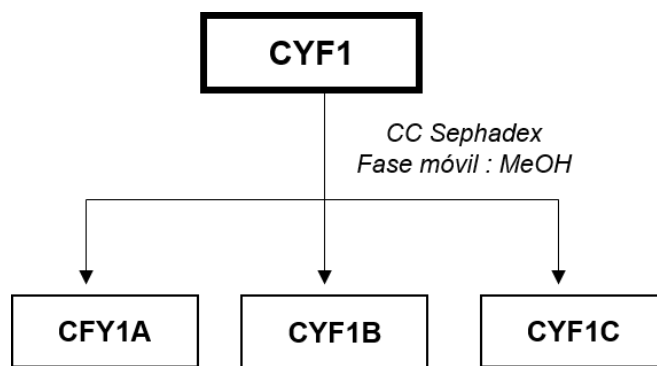 CYF1
CC Sephadex
Fase móvil : MeOH
CFY1A
CYF1B
CYF1C